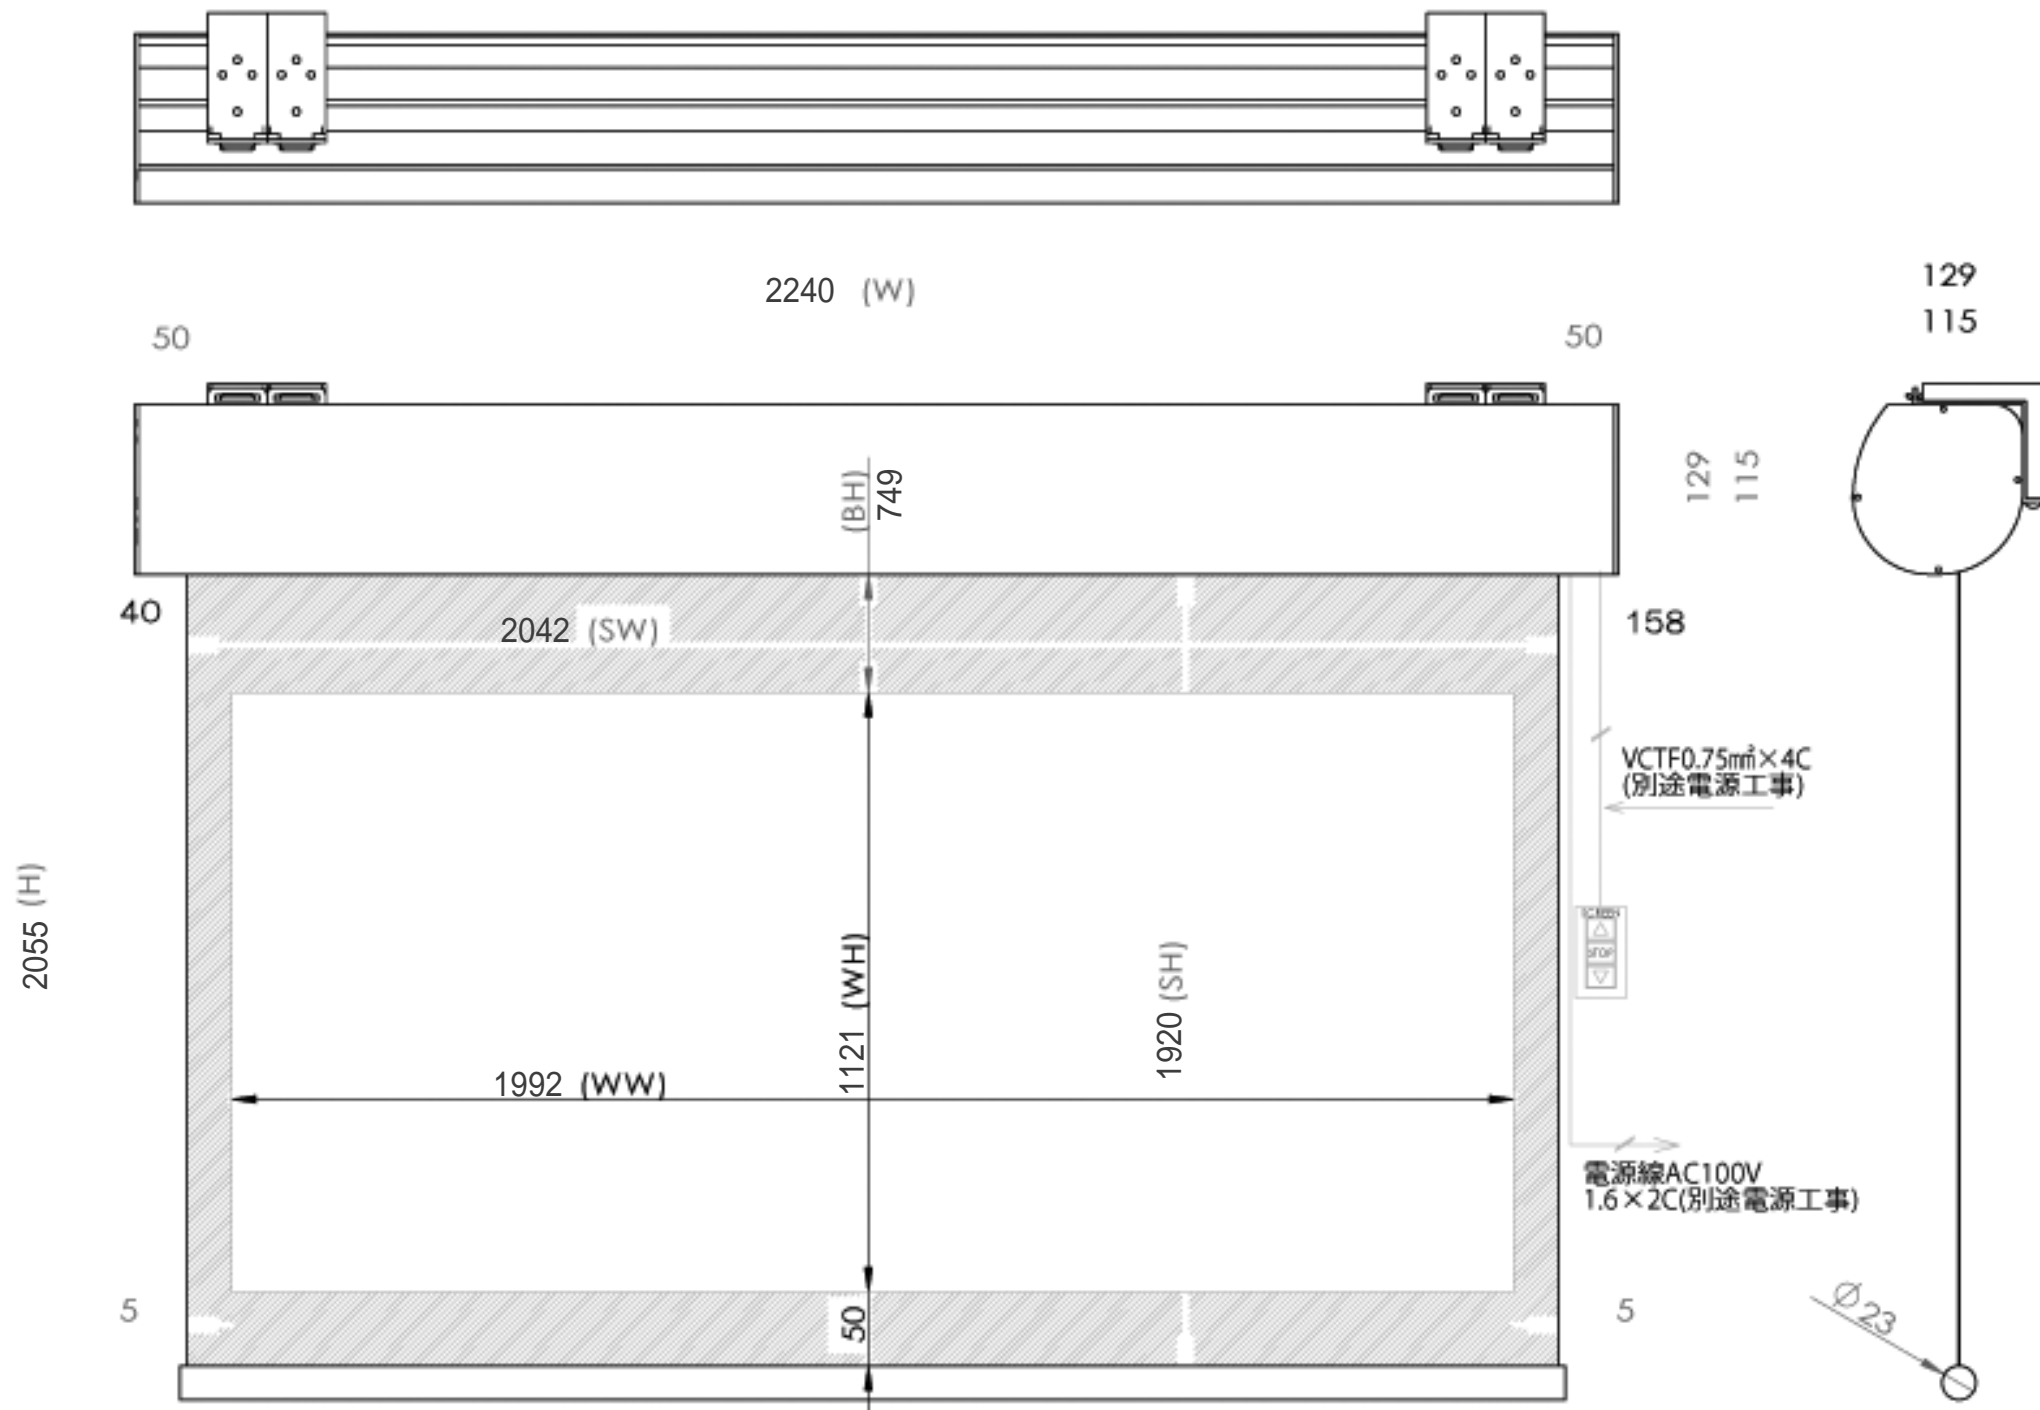 2240 (W)
129
115
50
50
(BH)
749
129
115
40
2042 (SW)
158
VCTF0.75㎟×4C
(別途電源工事)
2055 (H)
SCREEN
STOP
1121 (WH)
1920 (SH)
1992 (WW)
電源線AC100V
1.6×2C(別途電源工事)
5
50
5
Ø23